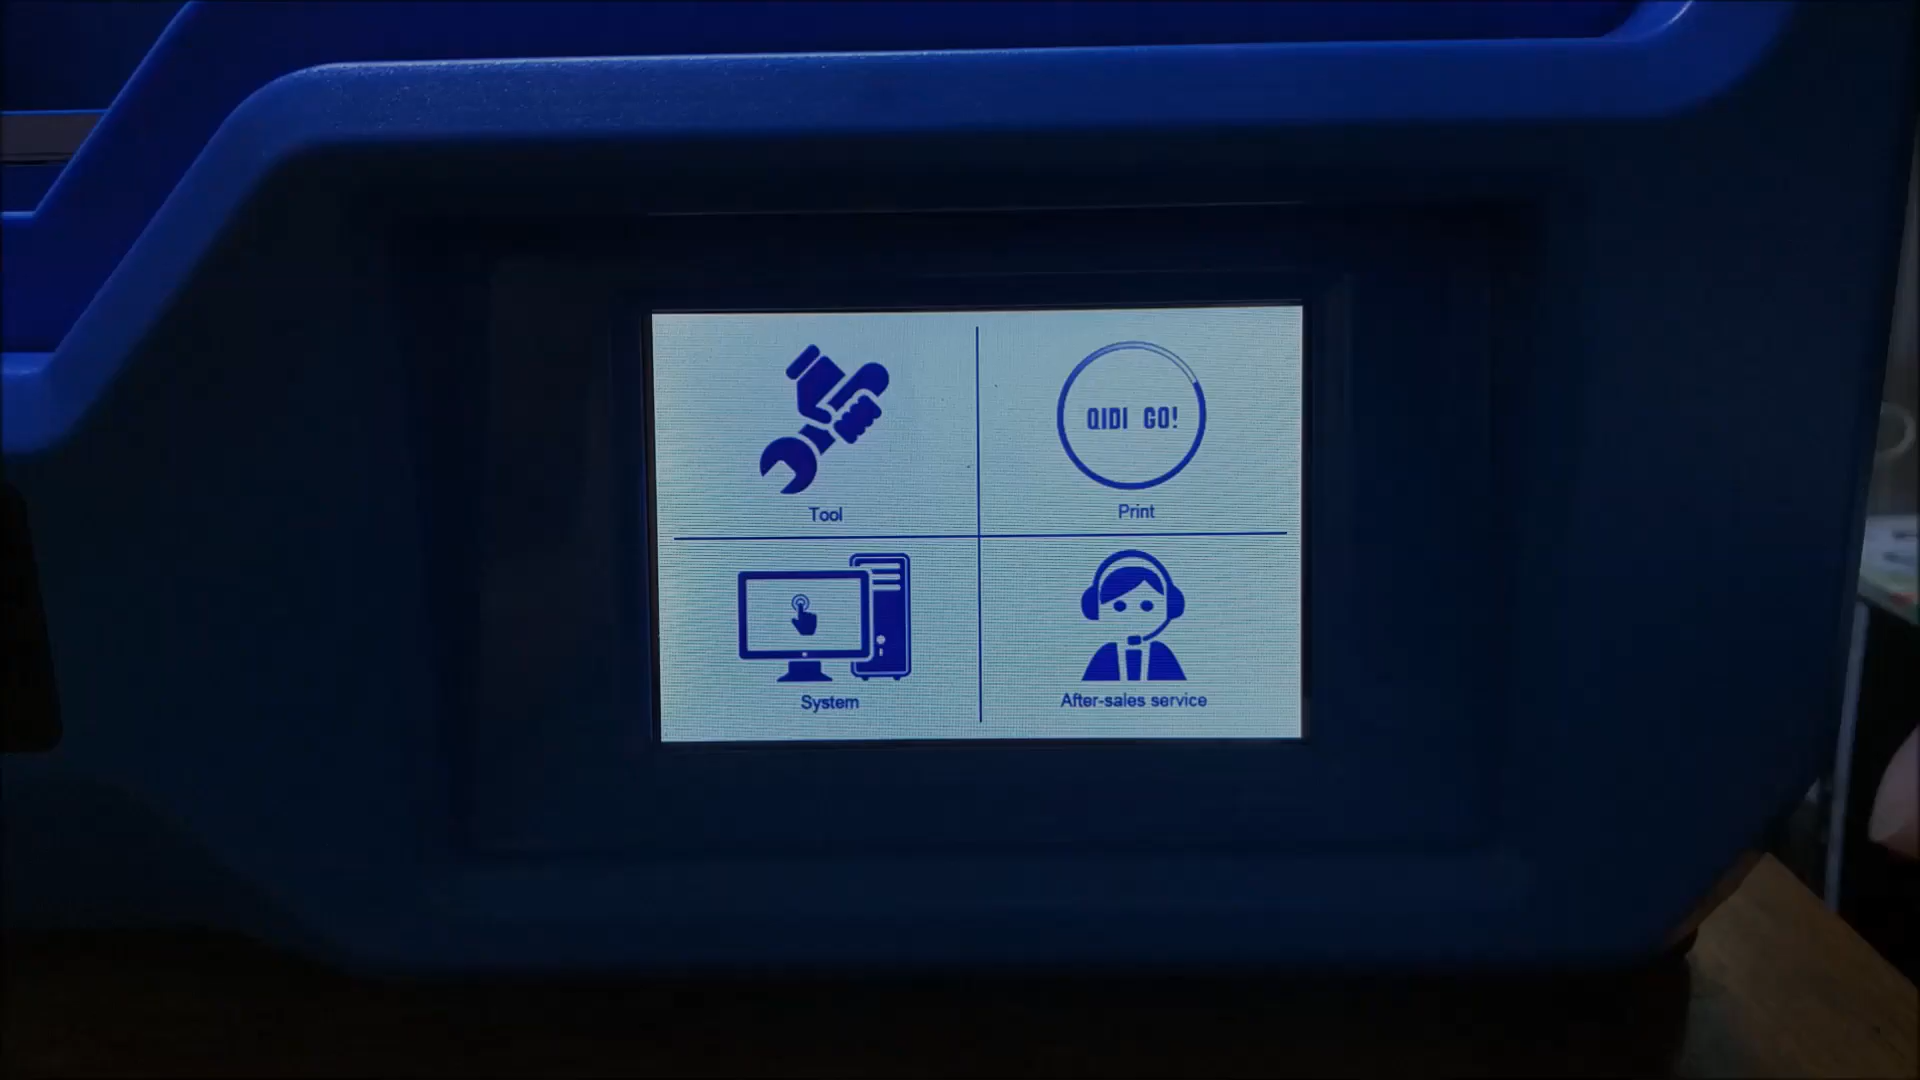 QIDI GO!
Tool
Print
System
After-sales service